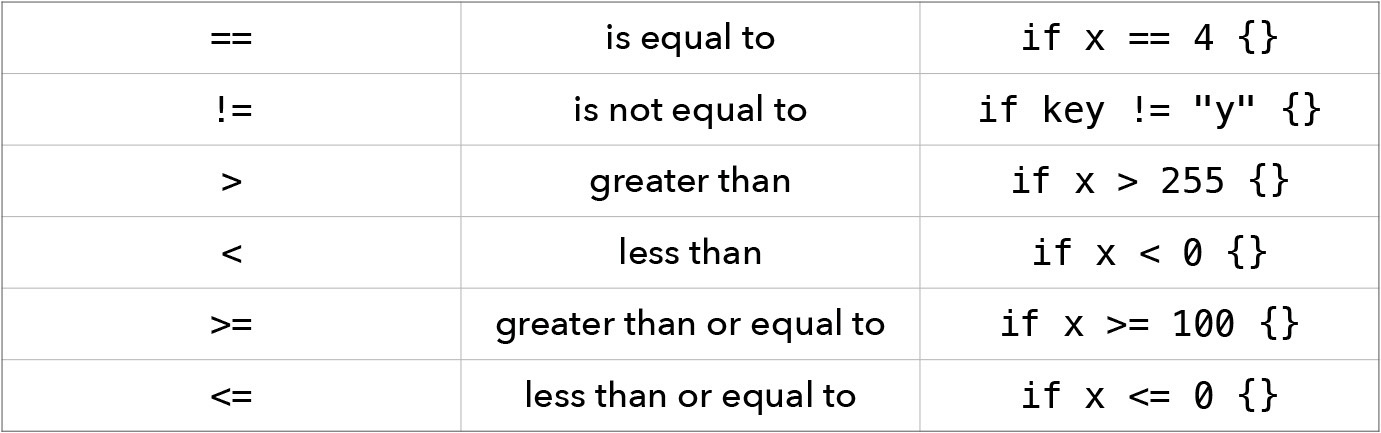 == is equal to if x == 4 {}
!= is not equal to if key != "y" {}
> greater than if x > 255 {}
< less than if x < 0 {}
>= greater than or equal to if x >= 100 {}
<= less than or equal to if x <= 0 {}